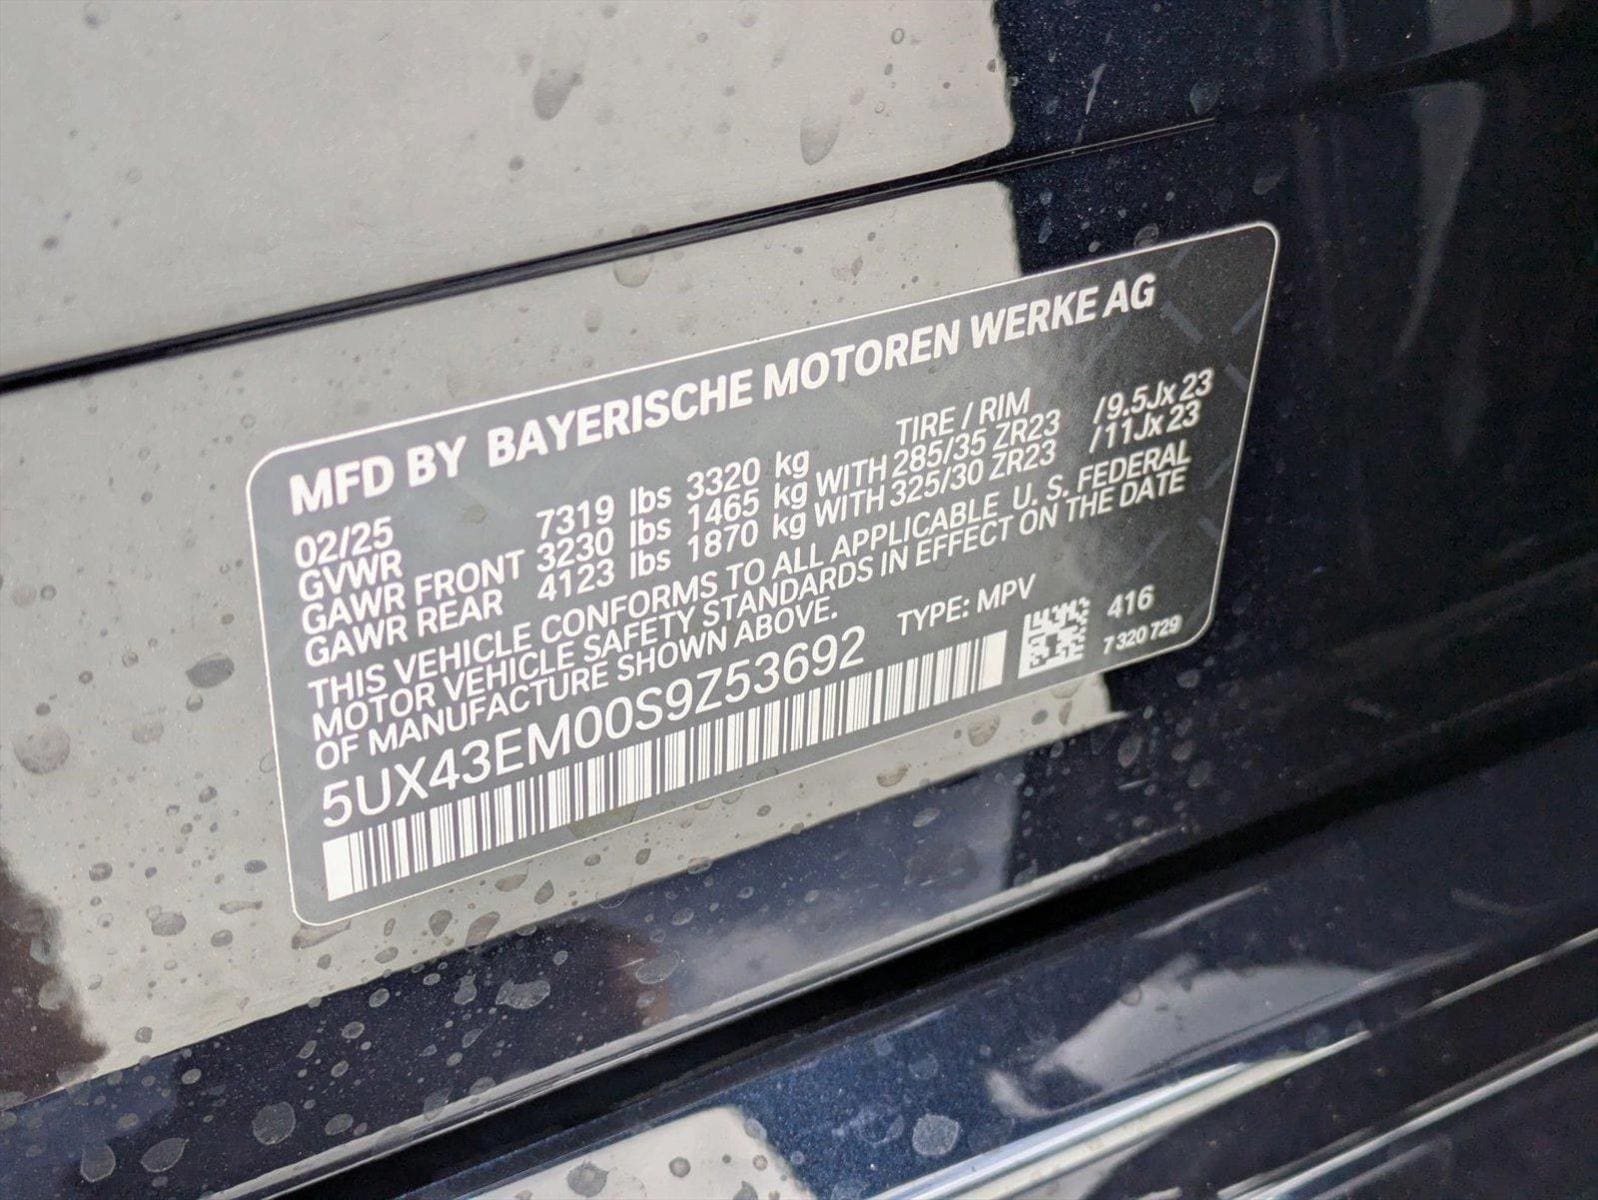 MFD BY BAYERISCHE MOTOREN WERKE AG
02/25 TIRE / RIM
GVWR 7319 lbs 3320 kg
GAWR FRONT 3230 lbs 1465 kg WITH 285/35 ZR23 /9.5Jx23
GAWR REAR 4123 lbs 1870 kg WITH 325/30 ZR23 /11Jx23
THIS VEHICLE CONFORMS TO ALL APPLICABLE U. S. FEDERAL
MOTOR VEHICLE SAFETY STANDARDS IN EFFECT ON THE DATE
OF MANUFACTURE SHOWN ABOVE.
5UX43EM00S9Z53692 TYPE: MPV
416
7 320 729